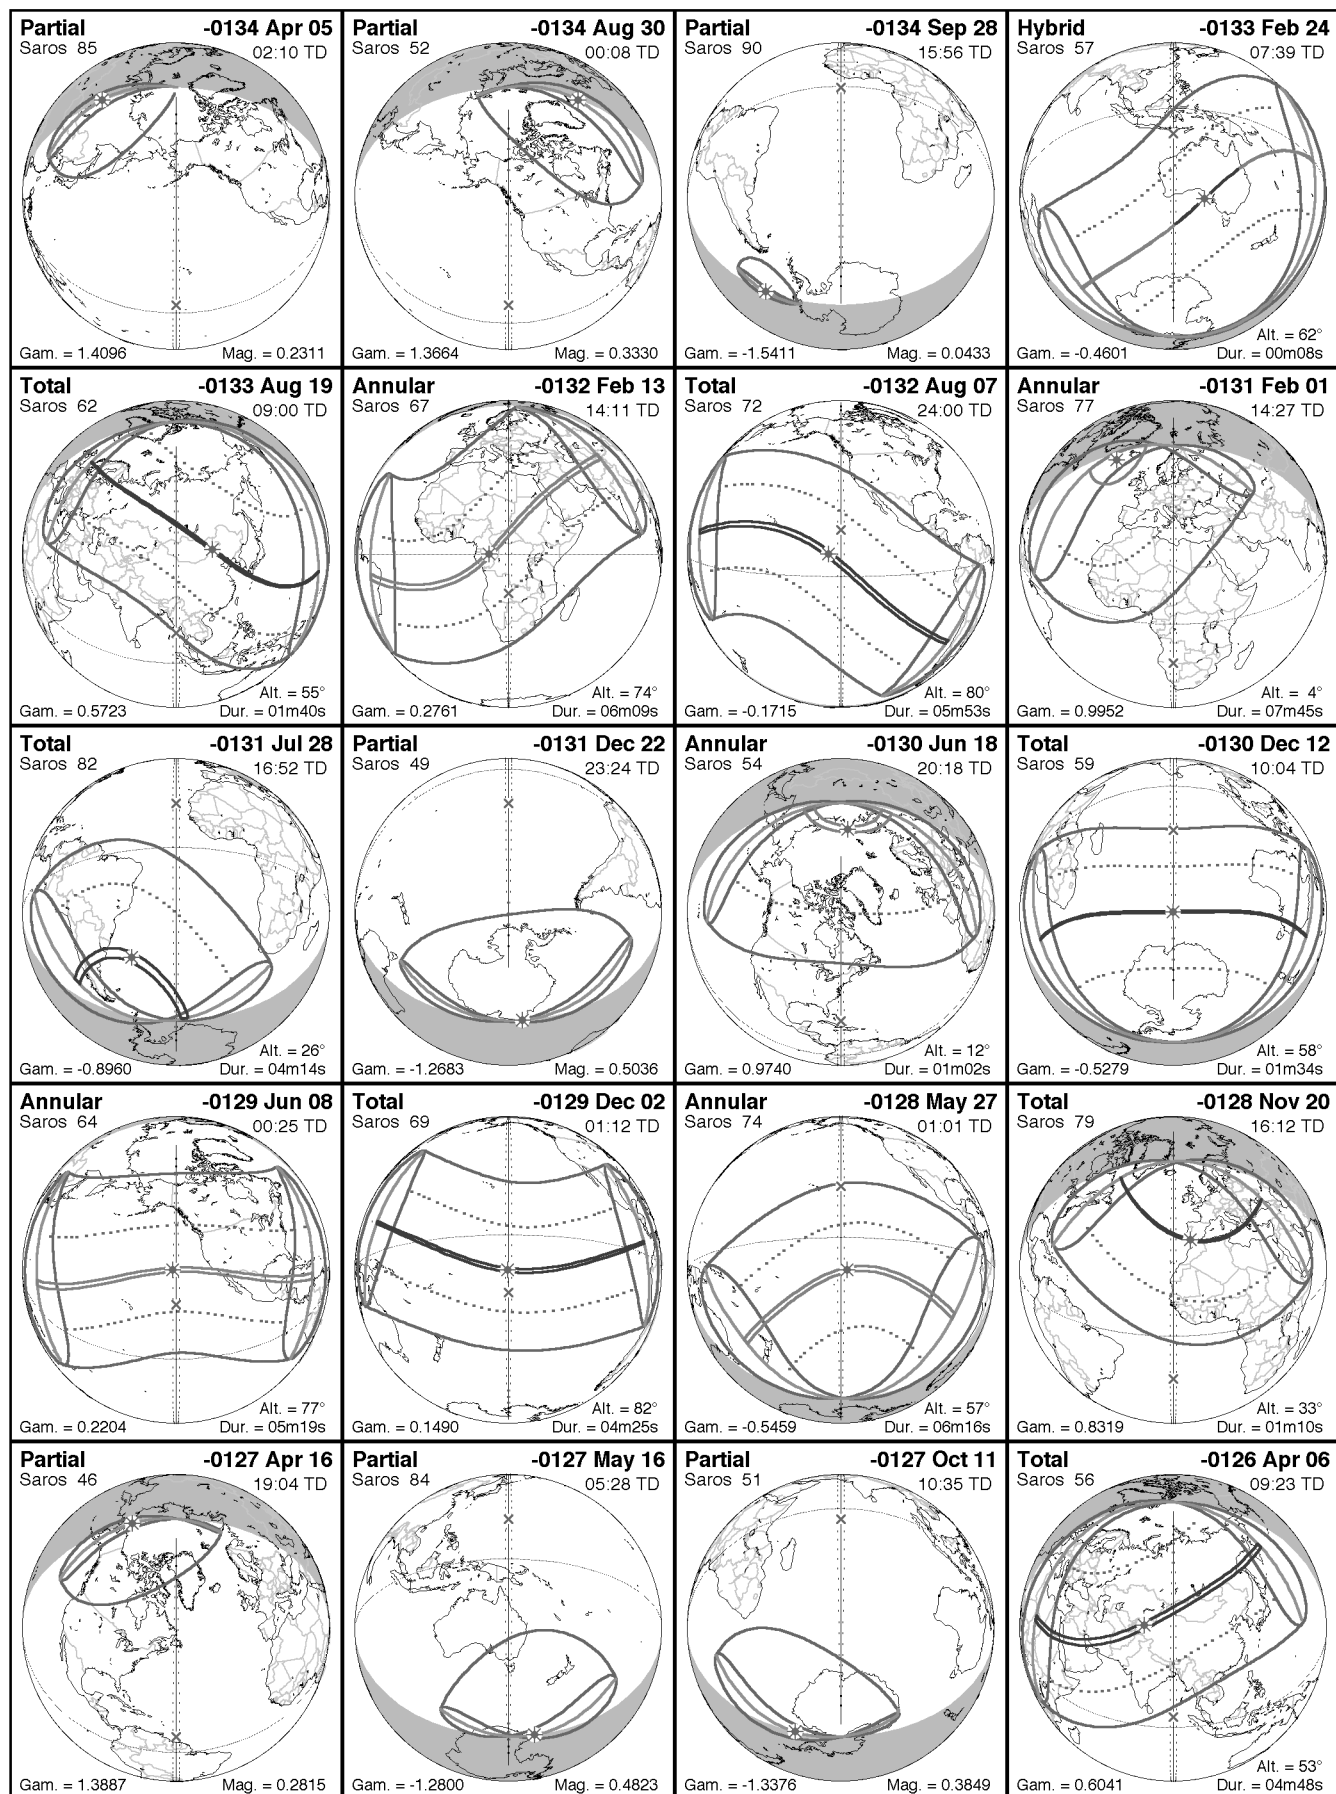 Partial -0134 Apr 05
Saros 85 02:10 TD
Gam. = 1.4096 Mag. = 0.2311
Partial -0134 Aug 30
Saros 52 00:08 TD
Gam. = 1.3664 Mag. = 0.3330
Partial -0134 Sep 28
Saros 90 15:56 TD
Gam. = -1.5411 Mag. = 0.0433
Hybrid -0133 Feb 24
Saros 57 07:39 TD
Alt. = 62°
Gam. = -0.4601 Dur. = 00m08s
Total -0133 Aug 19
Saros 62 09:00 TD
Alt. = 55°
Gam. = 0.5723 Dur. = 01m40s
Annular -0132 Feb 13
Saros 67 14:11 TD
Alt. = 74°
Gam. = 0.2761 Dur. = 06m09s
Total -0132 Aug 07
Saros 72 24:00 TD
Alt. = 80°
Gam. = -0.1715 Dur. = 05m53s
Annular -0131 Feb 01
Saros 77 14:27 TD
Alt. = 4°
Gam. = 0.9952 Dur. = 07m45s
Total -0131 Jul 28
Saros 82 16:52 TD
Alt. = 26°
Gam. = -0.8960 Dur. = 04m14s
Partial -0131 Dec 22
Saros 49 23:24 TD
Gam. = -1.2683 Mag. = 0.5036
Annular -0130 Jun 18
Saros 54 20:18 TD
Alt. = 12°
Gam. = 0.9740 Dur. = 01m02s
Total -0130 Dec 12
Saros 59 10:04 TD
Alt. = 58°
Gam. = -0.5279 Dur. = 01m34s
Annular -0129 Jun 08
Saros 64 00:25 TD
Alt. = 77°
Gam. = 0.2204 Dur. = 05m19s
Total -0129 Dec 02
Saros 69 01:12 TD
Alt. = 82°
Gam. = 0.1490 Dur. = 04m25s
Annular -0128 May 27
Saros 74 01:01 TD
Alt. = 57°
Gam. = -0.5459 Dur. = 06m16s
Total -0128 Nov 20
Saros 79 16:12 TD
Alt. = 33°
Gam. = 0.8319 Dur. = 01m10s
Partial -0127 Apr 16
Saros 46 19:04 TD
Gam. = 1.3887 Mag. = 0.2815
Partial -0127 May 16
Saros 84 05:28 TD
Gam. = -1.2800 Mag. = 0.4823
Partial -0127 Oct 11
Saros 51 10:35 TD
Gam. = -1.3376 Mag. = 0.3849
Total -0126 Apr 06
Saros 56 09:23 TD
Alt. = 53°
Gam. = 0.6041 Dur. = 04m48s